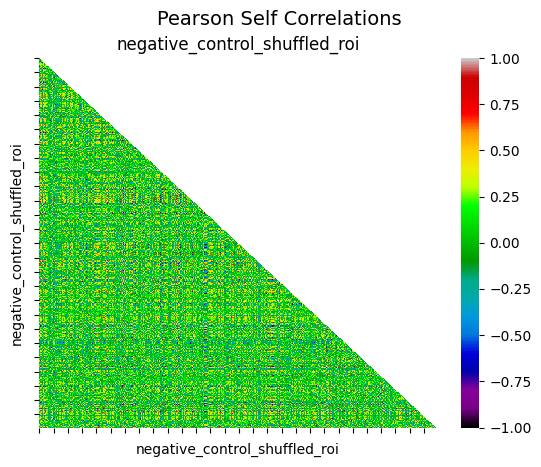 Pearson Self Correlations
negative_control_shuffled_roi
negative_control_shuffled_roi
negative_control_shuffled_roi
1.00
0.75
0.50
0.25
0.00
−0.25
−0.50
−0.75
−1.00